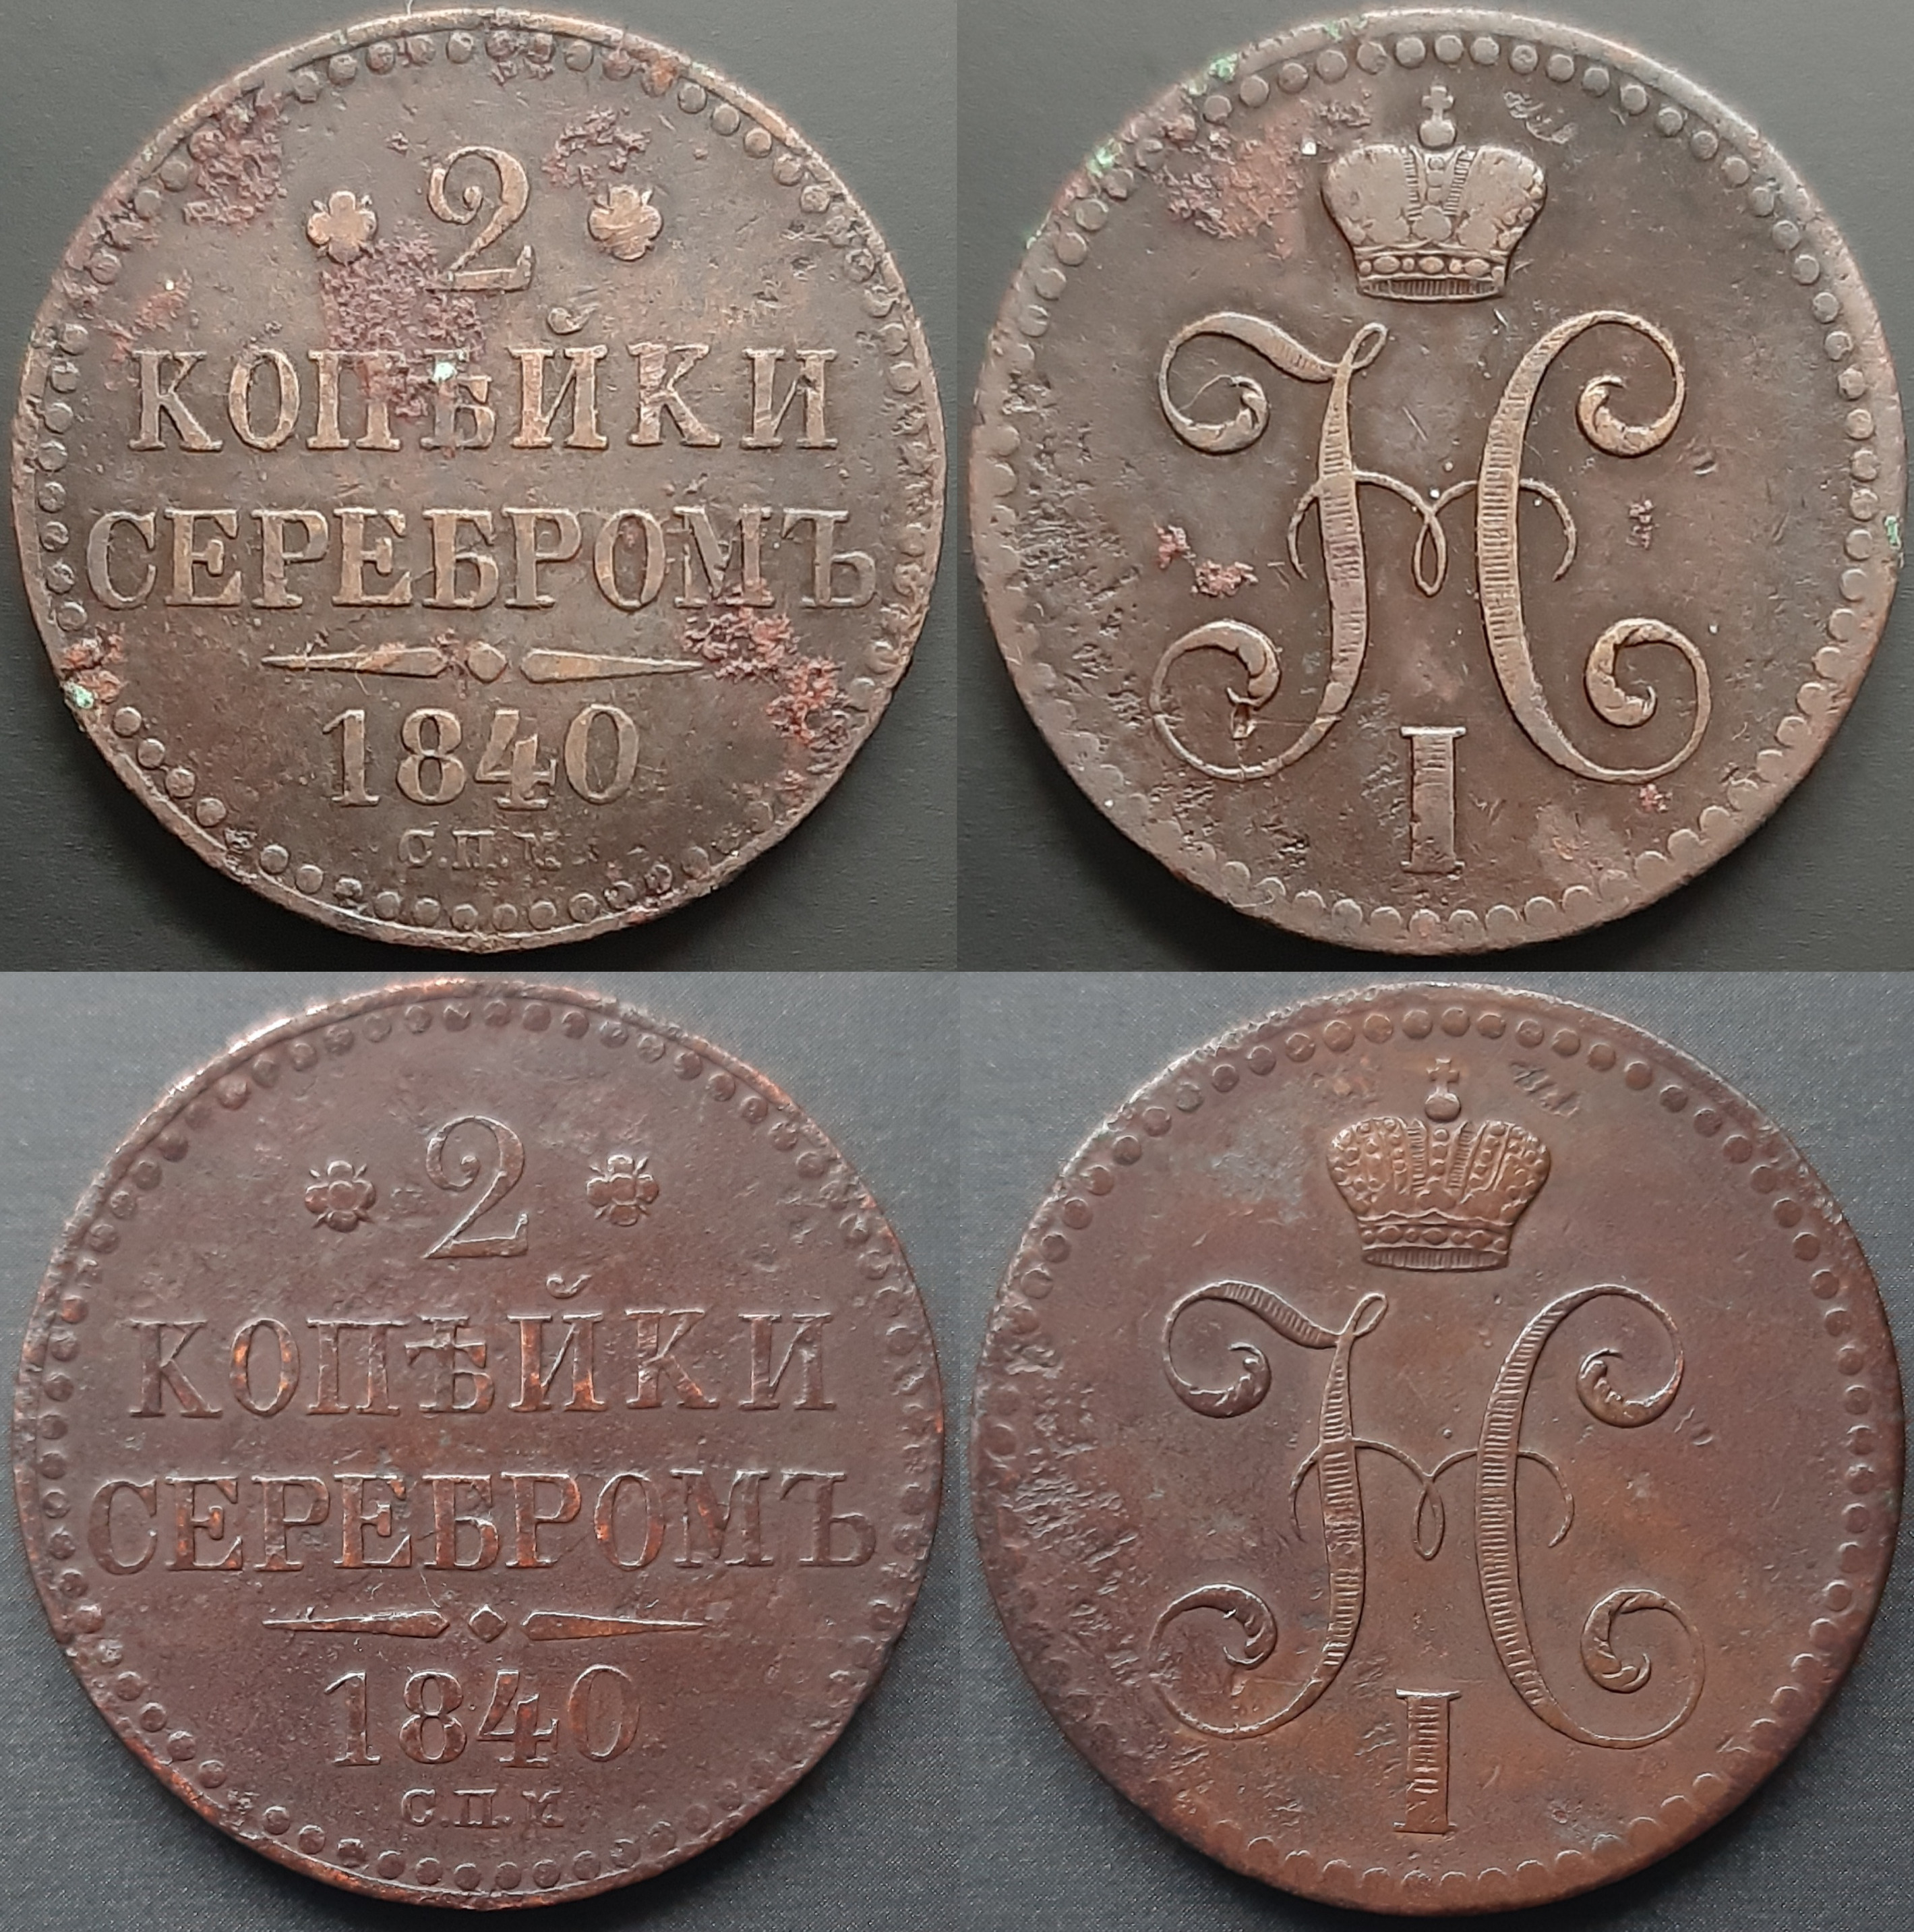 2
КОПѢЙКИ
СЕРЕБРОМЪ
1840
С.П.М.
Н
I
2
КОПѢЙКИ
СЕРЕБРОМЪ
1840
С.П.М.
Н
I